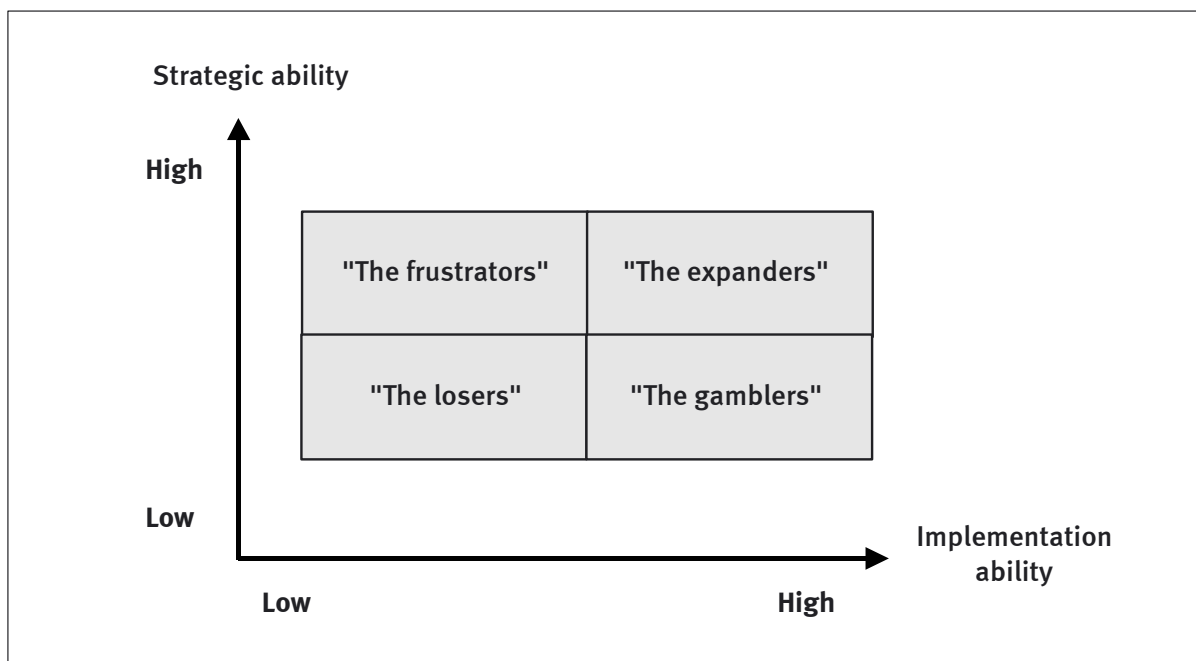 Strategic ability
High
"The frustrators" "The expanders"
"The losers" "The gamblers"
Low
Implementation
ability
Low High